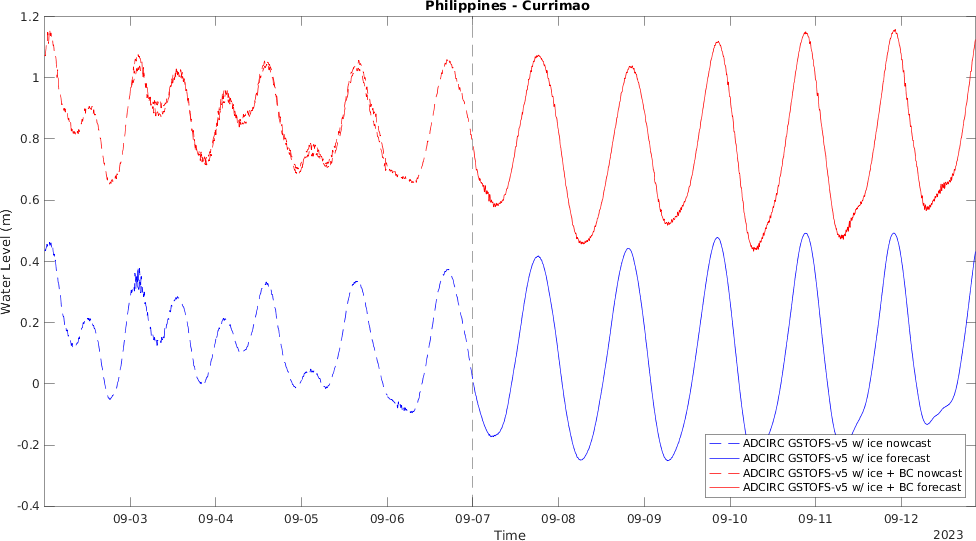 Philippines - Currimao
1.2
1
0.8
0.6
0.4
0.2
0
-0.2
-0.4
Water Level (m)
ADCIRC GSTOFS-v5 w/ ice nowcast
ADCIRC GSTOFS-v5 w/ ice forecast
ADCIRC GSTOFS-v5 w/ ice + BC nowcast
ADCIRC GSTOFS-v5 w/ ice + BC forecast
09-03 09-04 09-05 09-06 09-07 09-08 09-09 09-10 09-11 09-12
Time
2023